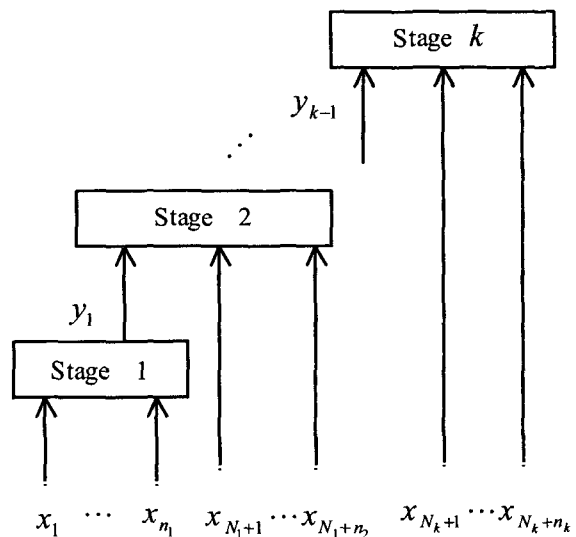 Stage k
y_{k-1}
⋰
Stage 2
y_1
Stage 1
x_1 ⋯ x_{n_1} x_{N_1+1} ⋯ x_{N_1+n_2} x_{N_k+1} ⋯ x_{N_k+n_k}